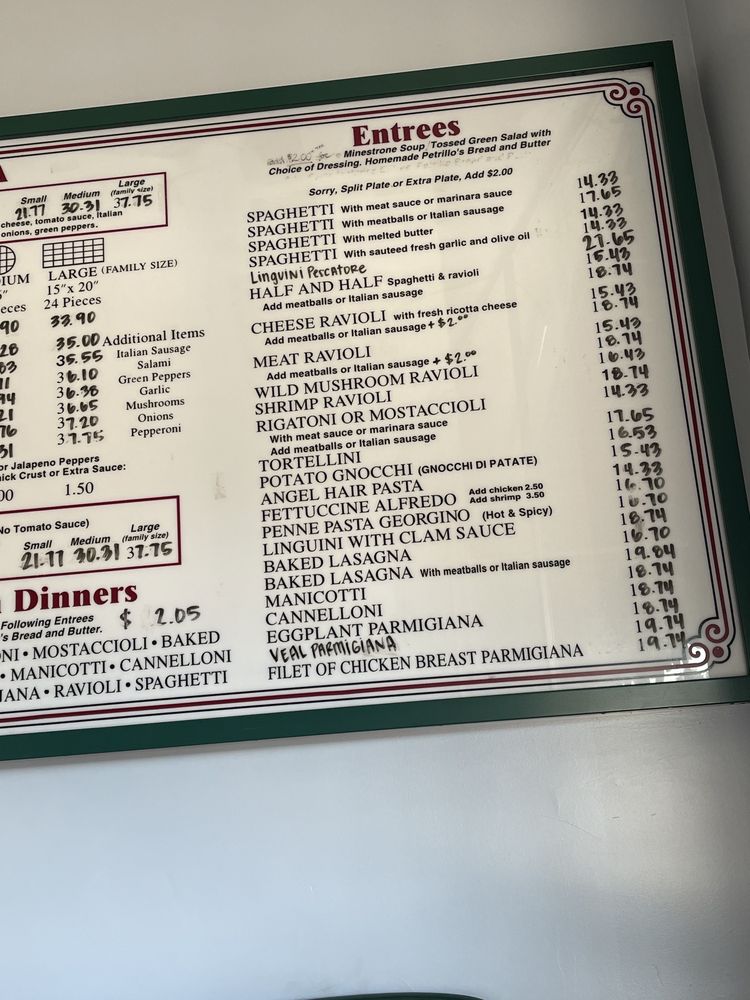 Small Medium Large
(family size)
21.77 30.31 37.75
cheese, tomato sauce, Italian
onions, green peppers.
LARGE (FAMILY SIZE)
15"x 20"
24 Pieces
33.90
35.00 Additional Items
35.55 Italian Sausage
36.10 Salami
36.38 Green Peppers
36.65 Garlic
37.20 Mushrooms
37.75 Onions
Pepperoni
or Jalapeno Peppers
Thick Crust or Extra Sauce:
1.50
(No Tomato Sauce)
Small Medium Large
(family size)
21.77 30.31 37.75
Dinners
Following Entrees $ 2.05
's Bread and Butter.
• MOSTACCIOLI • BAKED
• MANICOTTI • CANNELLONI
• RAVIOLI • SPAGHETTI
Entrees
Minestrone Soup Tossed Green Salad with
Choice of Dressing. Homemade Petrillo's Bread and Butter
Sorry, Split Plate or Extra Plate, Add $2.00
SPAGHETTI With meat sauce or marinara sauce 14.33
SPAGHETTI With meatballs or Italian sausage 17.65
SPAGHETTI With melted butter 14.33
SPAGHETTI With sauteed fresh garlic and olive oil 14.33
Linguini Pescatore 27.65
HALF AND HALF Spaghetti & ravioli 15.43
Add meatballs or Italian sausage 18.74
CHEESE RAVIOLI with fresh ricotta cheese 15.43
Add meatballs or Italian sausage + $2.00 18.74
MEAT RAVIOLI 15.43
Add meatballs or Italian sausage + $2.00 18.74
WILD MUSHROOM RAVIOLI 16.43
SHRIMP RAVIOLI 18.74
RIGATONI OR MOSTACCIOLI
With meat sauce or marinara sauce 14.33
Add meatballs or Italian sausage 17.65
TORTELLINI 16.53
POTATO GNOCCHI (GNOCCHI DI PATATE) 15.43
ANGEL HAIR PASTA 14.33
FETTUCCINE ALFREDO Add chicken 2.50 16.70
Add shrimp 3.50
PENNE PASTA GEORGINO (Hot & Spicy) 16.70
LINGUINI WITH CLAM SAUCE 18.74
BAKED LASAGNA 16.70
BAKED LASAGNA With meatballs or Italian sausage 19.84
MANICOTTI 18.74
CANNELLONI 18.74
EGGPLANT PARMIGIANA 18.74
VEAL PARMIGIANA 19.74
FILET OF CHICKEN BREAST PARMIGIANA 19.74